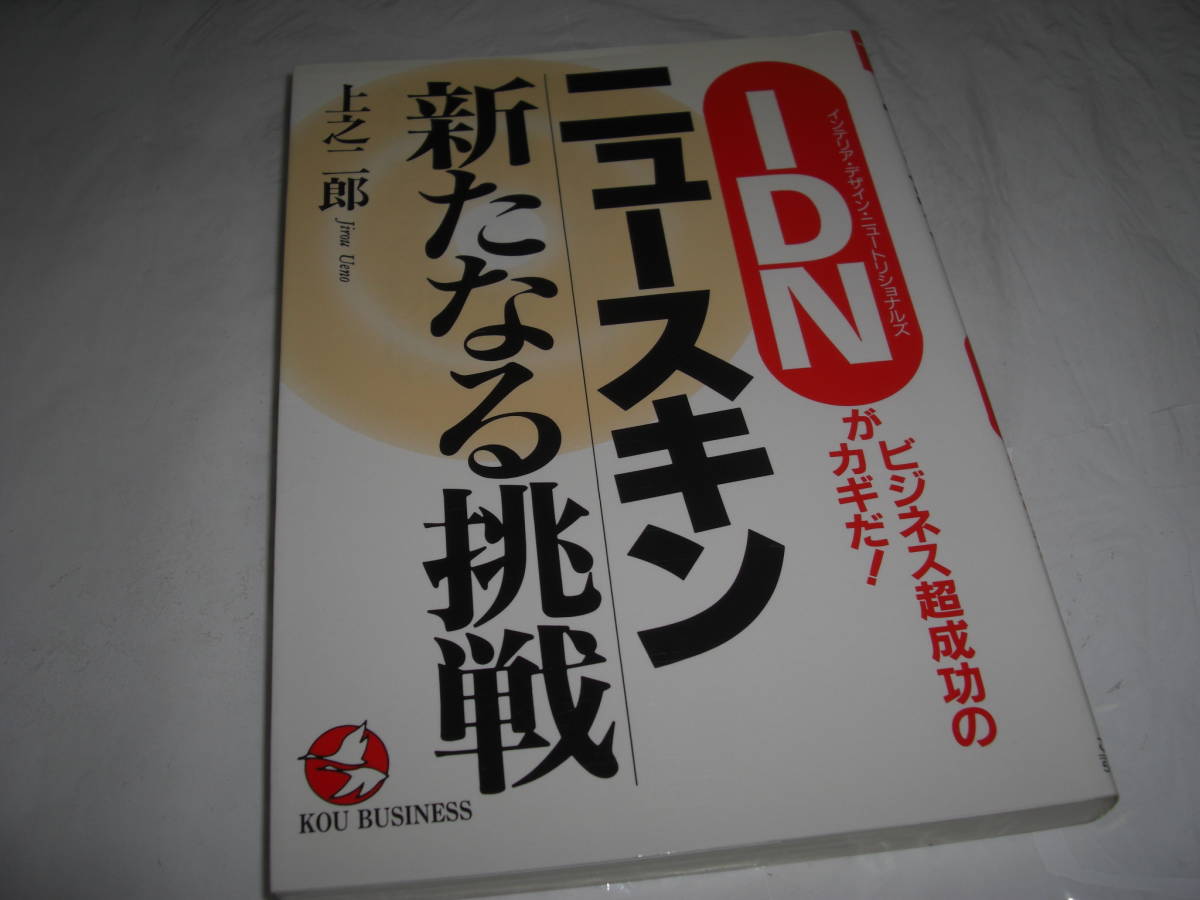 インテリア・デザイン・ニュートリショナルズ
IDN
ビジネス超成功の
がカギだ!
ニュースキン
新たなる挑戦
上之二郎
Jirou Ueno
KOU BUSINESS